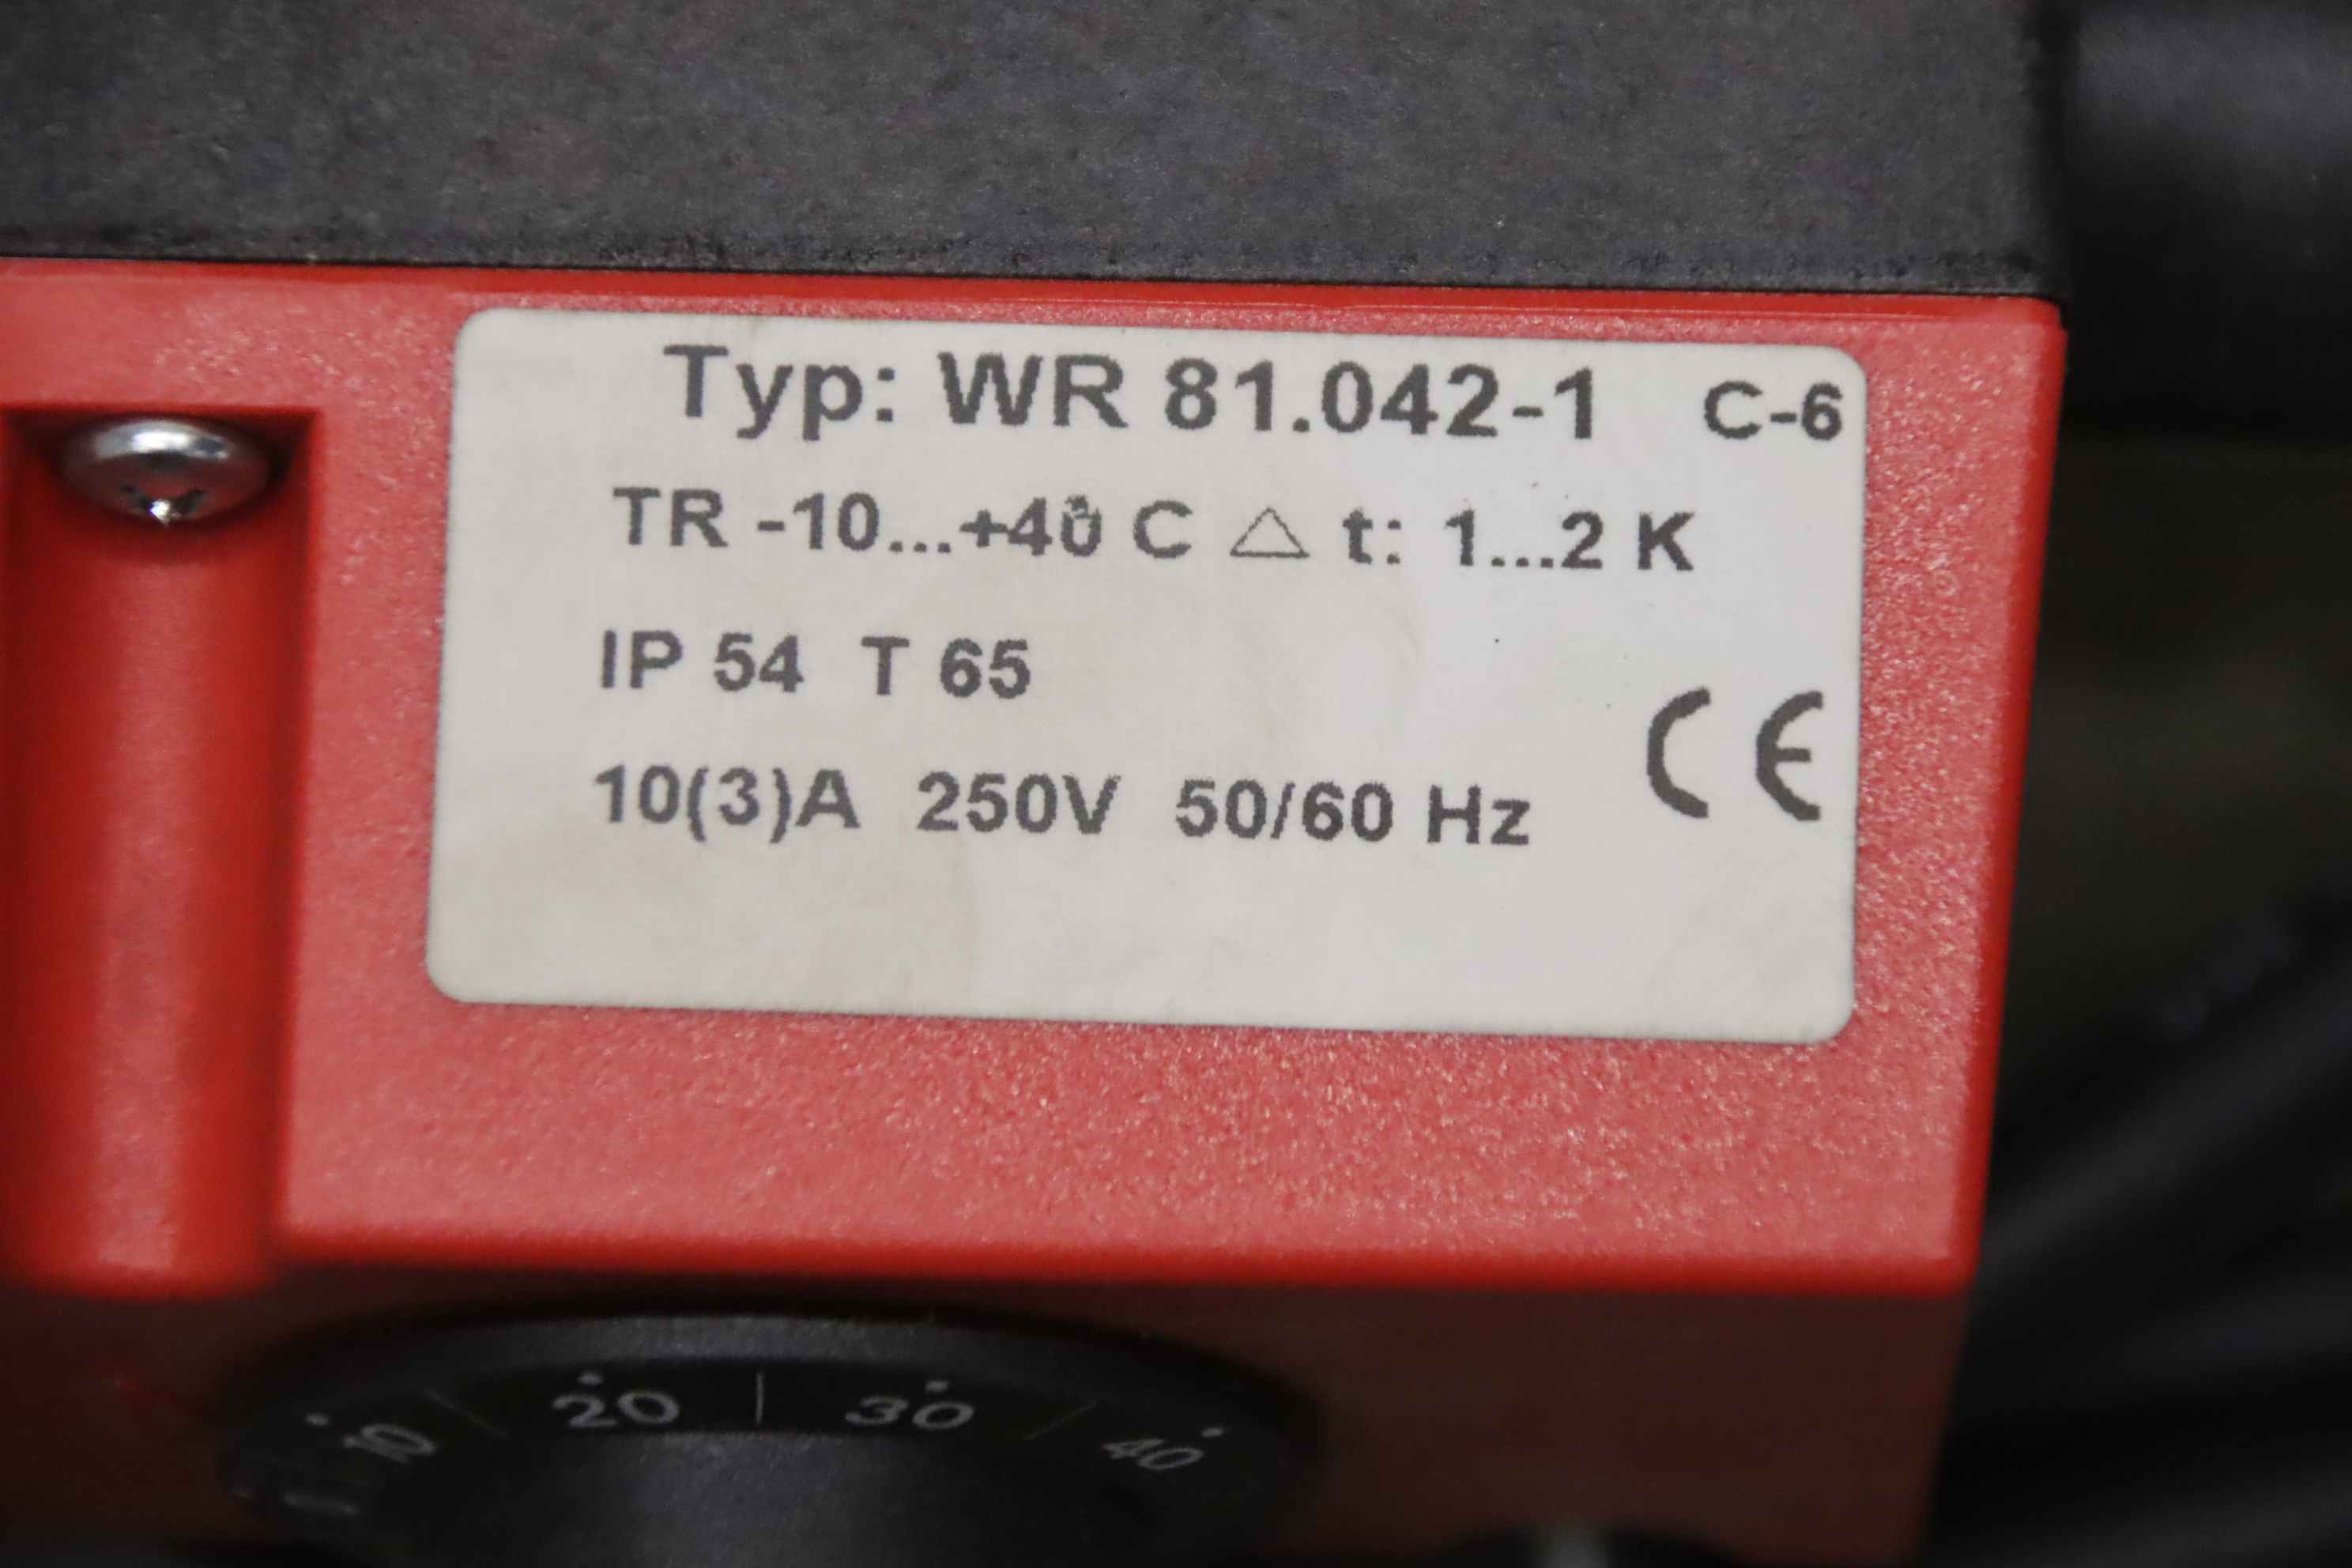 Typ: WR 81.042-1 C-6
TR -10...+40°C △ t: 1...2 K
IP 54 T 65
CE
10(3)A 250V 50/60 Hz
10 20 30 40